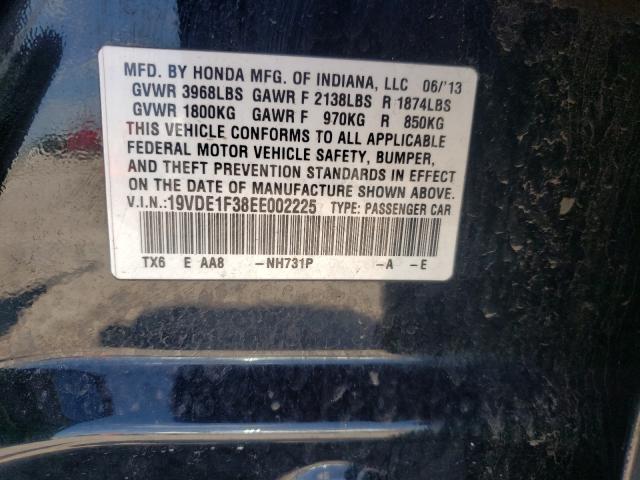 MFD. BY HONDA MFG. OF INDIANA, LLC 06/'13
GVWR 3968LBS GAWR F 2138LBS R 1874LBS
GVWR 1800KG GAWR F 970KG R 850KG
THIS VEHICLE CONFORMS TO ALL APPLICABLE
FEDERAL MOTOR VEHICLE SAFETY, BUMPER,
AND THEFT PREVENTION STANDARDS IN EFFECT
ON THE DATE OF MANUFACTURE SHOWN ABOVE.
V.I.N.:19VDE1F38EE002225 TYPE: PASSENGER CAR
TX6 E AA8 -NH731P -A -E